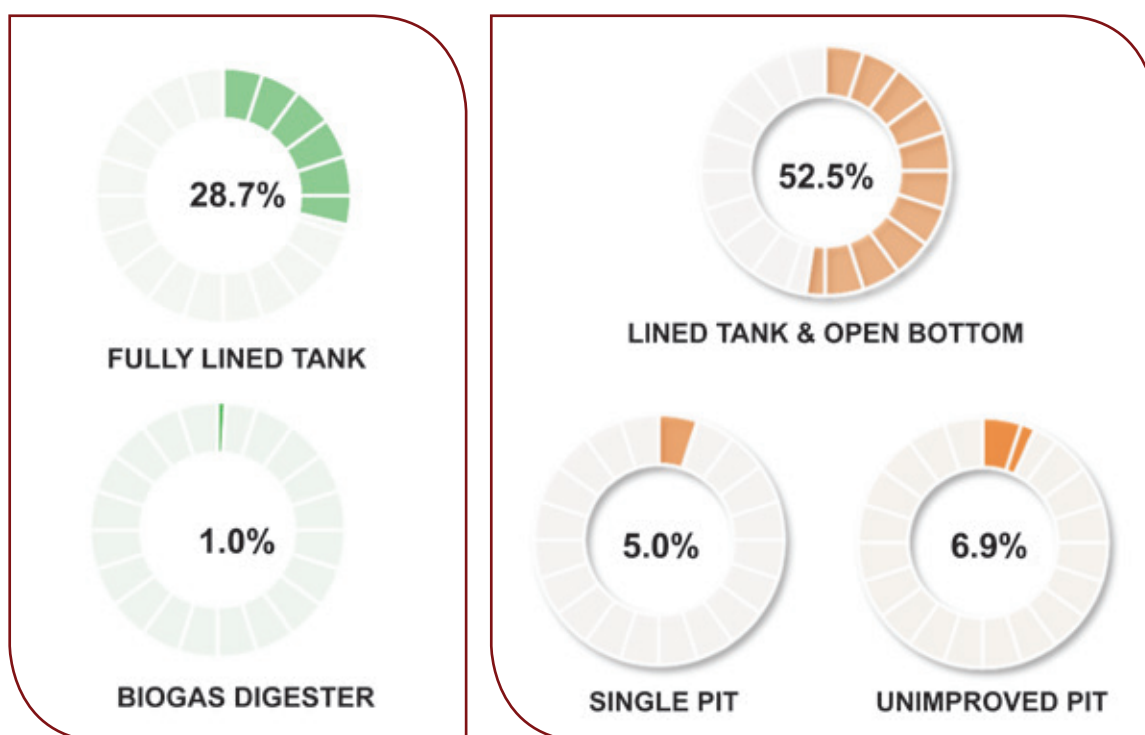 28.7%
FULLY LINED TANK
1.0%
BIOGAS DIGESTER
52.5%
LINED TANK & OPEN BOTTOM
5.0%
SINGLE PIT
6.9%
UNIMPROVED PIT